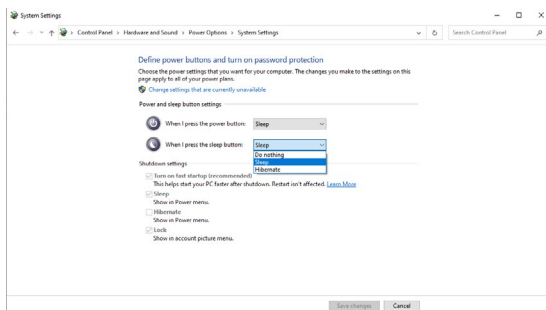 System Settings
Control Panel > Hardware and Sound > Power Options > System Settings
Search Control Panel
Define power buttons and turn on password protection
Choose the power settings that you want for your computer. The changes you make to the settings on this
page apply to all of your power plans.
Change settings that are currently unavailable
Power and sleep button settings
When I press the power button: Sleep
When I press the sleep button: Sleep
Do nothing
Sleep
Hibernate
Shutdown settings
Turn on fast startup (recommended)
This helps start your PC faster after shutdown. Restart isn't affected. Learn More
Sleep
Show in Power menu.
Hibernate
Show in Power menu.
Lock
Show in account picture menu.
Save changes Cancel